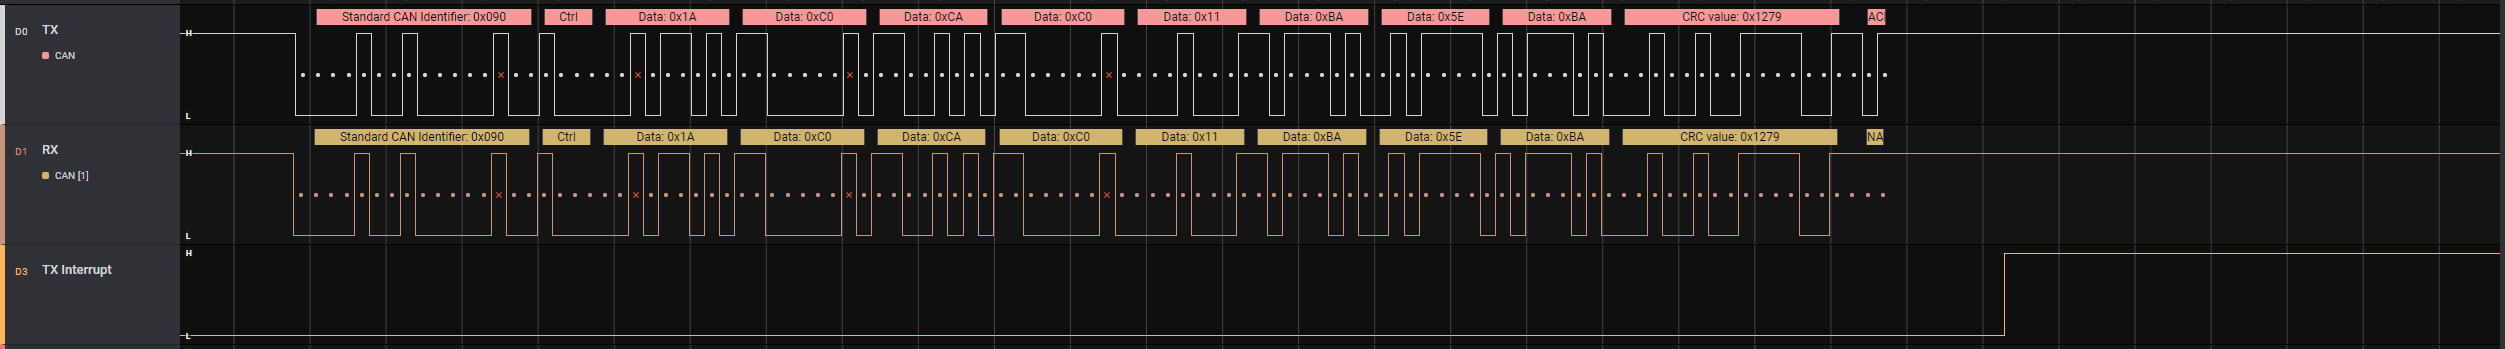 Standard CAN Identifier: 0x090 Ctrl Data: 0x1A Data: 0xC0 Data: 0xCA Data: 0xC0 Data: 0x11 Data: 0xBA Data: 0x5E Data: 0xBA CRC value: 0x1279 AC
D0 TX H
CAN
L
Standard CAN Identifier: 0x090 Ctrl Data: 0x1A Data: 0xC0 Data: 0xCA Data: 0xC0 Data: 0x11 Data: 0xBA Data: 0x5E Data: 0xBA CRC value: 0x1279 NA
D1 RX H
CAN [1]
L
H
D3 TX Interrupt
L